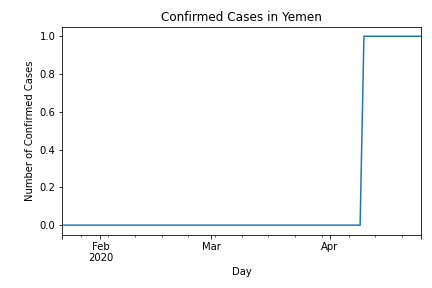 Confirmed Cases in Yemen
Number of Confirmed Cases
1.0
0.8
0.6
0.4
0.2
0.0
Feb Mar Apr
2020
Day